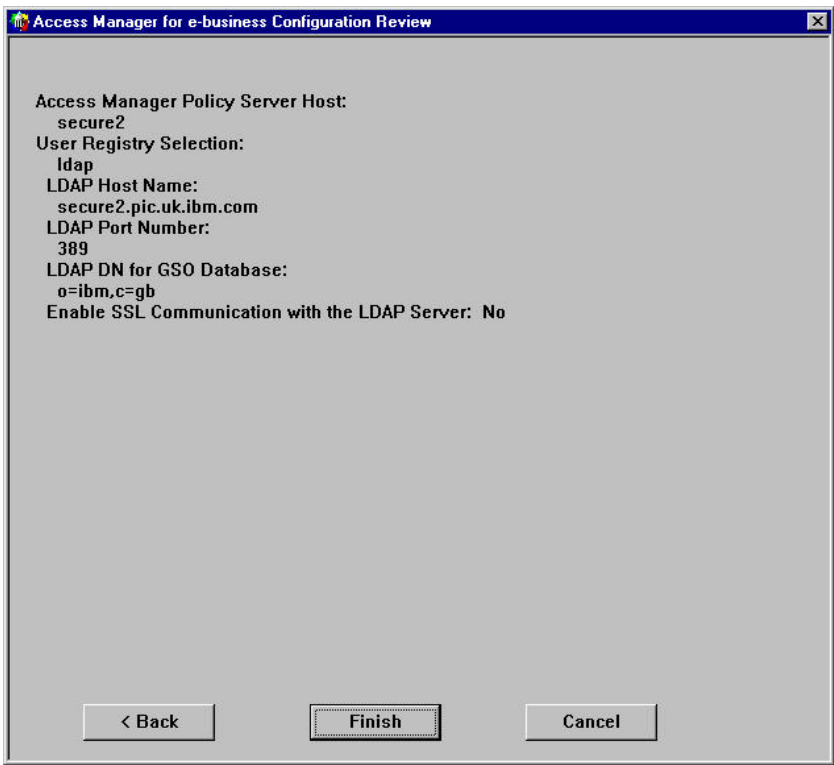 Access Manager for e-business Configuration Review
Access Manager Policy Server Host:
secure2
User Registry Selection:
ldap
LDAP Host Name:
secure2.pic.uk.ibm.com
LDAP Port Number:
389
LDAP DN for GSO Database:
o=ibm,c=gb
Enable SSL Communication with the LDAP Server: No
< Back Finish Cancel